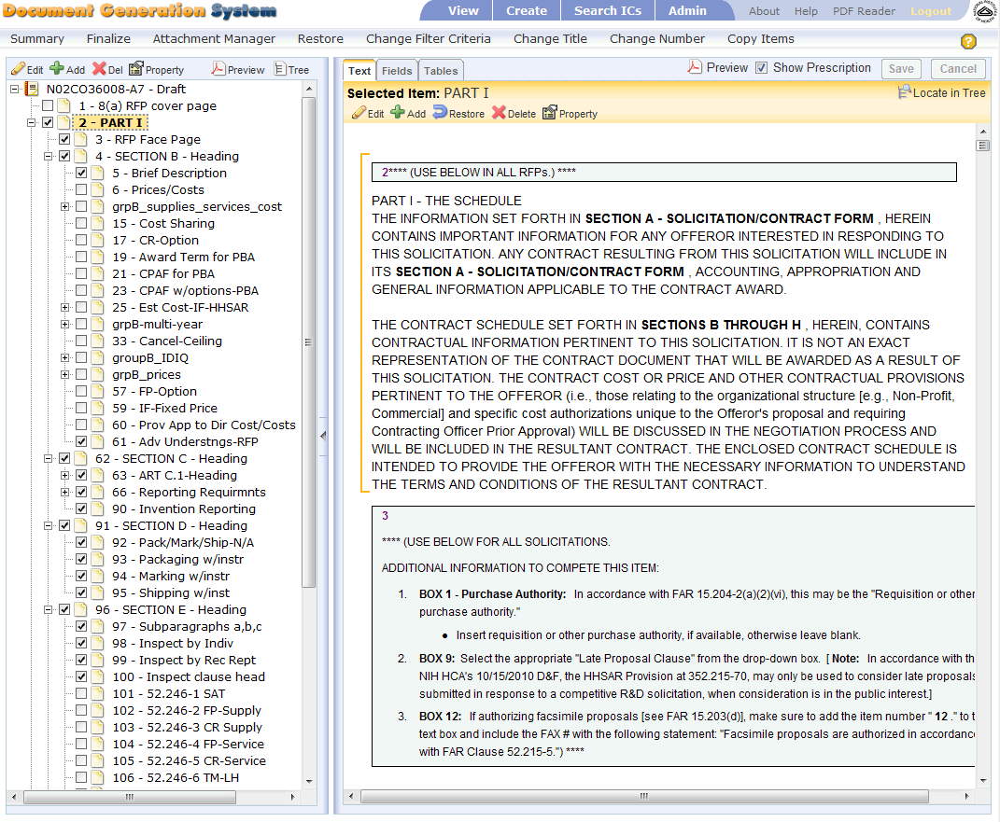 Document Generation System
View
Create
Search ICs
Admin
About
Help
PDF Reader
Logout
Summary
Finalize
Attachment Manager
Restore
Change Filter Criteria
Change Title
Change Number
Copy Items
?
Edit
Add
Del
Property
Preview
Tree
N02CO36008-A7 - Draft
1 - 8(a) RFP cover page
2 - PART I
3 - RFP Face Page
4 - SECTION B - Heading
5 - Brief Description
6 - Prices/Costs
grpB_supplies_services_cost
15 - Cost Sharing
17 - CR-Option
19 - Award Term for PBA
21 - CPAF for PBA
23 - CPAF w/options-PBA
25 - Est Cost-IF-HHSAR
grpB-multi-year
33 - Cancel-Ceiling
groupB_IDIQ
grpB_prices
57 - FP-Option
59 - IF-Fixed Price
60 - Prov App to Dir Cost/Costs
61 - Adv Understngs-RFP
62 - SECTION C - Heading
63 - ART C.1-Heading
66 - Reporting Requirmnts
90 - Invention Reporting
91 - SECTION D - Heading
92 - Pack/Mark/Ship-N/A
93 - Packaging w/instr
94 - Marking w/instr
95 - Shipping w/inst
96 - SECTION E - Heading
97 - Subparagraphs a,b,c
98 - Inspect by Indiv
99 - Inspect by Rec Rept
100 - Inspect clause head
101 - 52.246-1 SAT
102 - 52.246-2 FP-Supply
103 - 52.246-3 CR Supply
104 - 52.246-4 FP-Service
105 - 52.246-5 CR-Service
106 - 52.246-6 TM-LH
Text
Fields
Tables
Preview
Show Prescription
Save
Cancel
Selected Item: PART I
Locate in Tree
Edit
Add
Restore
Delete
Property
2**** (USE BELOW IN ALL RFPs.) ****
PART I - THE SCHEDULE
THE INFORMATION SET FORTH IN SECTION A - SOLICITATION/CONTRACT FORM , HEREIN
CONTAINS IMPORTANT INFORMATION FOR ANY OFFEROR INTERESTED IN RESPONDING TO
THIS SOLICITATION. ANY CONTRACT RESULTING FROM THIS SOLICITATION WILL INCLUDE IN
ITS SECTION A - SOLICITATION/CONTRACT FORM , ACCOUNTING, APPROPRIATION AND
GENERAL INFORMATION APPLICABLE TO THE CONTRACT AWARD.
THE CONTRACT SCHEDULE SET FORTH IN SECTIONS B THROUGH H , HEREIN, CONTAINS
CONTRACTUAL INFORMATION PERTINENT TO THIS SOLICITATION. IT IS NOT AN EXACT
REPRESENTATION OF THE CONTRACT DOCUMENT THAT WILL BE AWARDED AS A RESULT OF
THIS SOLICITATION. THE CONTRACT COST OR PRICE AND OTHER CONTRACTUAL PROVISIONS
PERTINENT TO THE OFFEROR (i.e., those relating to the organizational structure [e.g., Non-Profit,
Commercial] and specific cost authorizations unique to the Offeror's proposal and requiring
Contracting Officer Prior Approval) WILL BE DISCUSSED IN THE NEGOTIATION PROCESS AND
WILL BE INCLUDED IN THE RESULTANT CONTRACT. THE ENCLOSED CONTRACT SCHEDULE IS
INTENDED TO PROVIDE THE OFFEROR WITH THE NECESSARY INFORMATION TO UNDERSTAND
THE TERMS AND CONDITIONS OF THE RESULTANT CONTRACT.
3
**** (USE BELOW FOR ALL SOLICITATIONS.
ADDITIONAL INFORMATION TO COMPETE THIS ITEM:
1. BOX 1 - Purchase Authority: In accordance with FAR 15.204-2(a)(2)(vi), this may be the "Requisition or other
purchase authority."
• Insert requisition or other purchase authority, if available, otherwise leave blank.
2. BOX 9: Select the appropriate "Late Proposal Clause" from the drop-down box. [ Note: In accordance with th
NIH HCA's 10/15/2010 D&F, the HHSAR Provision at 352.215-70, may only be used to consider late proposals
submitted in response to a competitive R&D solicitation, when consideration is in the public interest.]
3. BOX 12: If authorizing facsimile proposals [see FAR 15.203(d)], make sure to add the item number " 12 ." to t
text box and include the FAX # with the following statement: "Facsimile proposals are authorized in accordanc
with FAR Clause 52.215-5.") ****